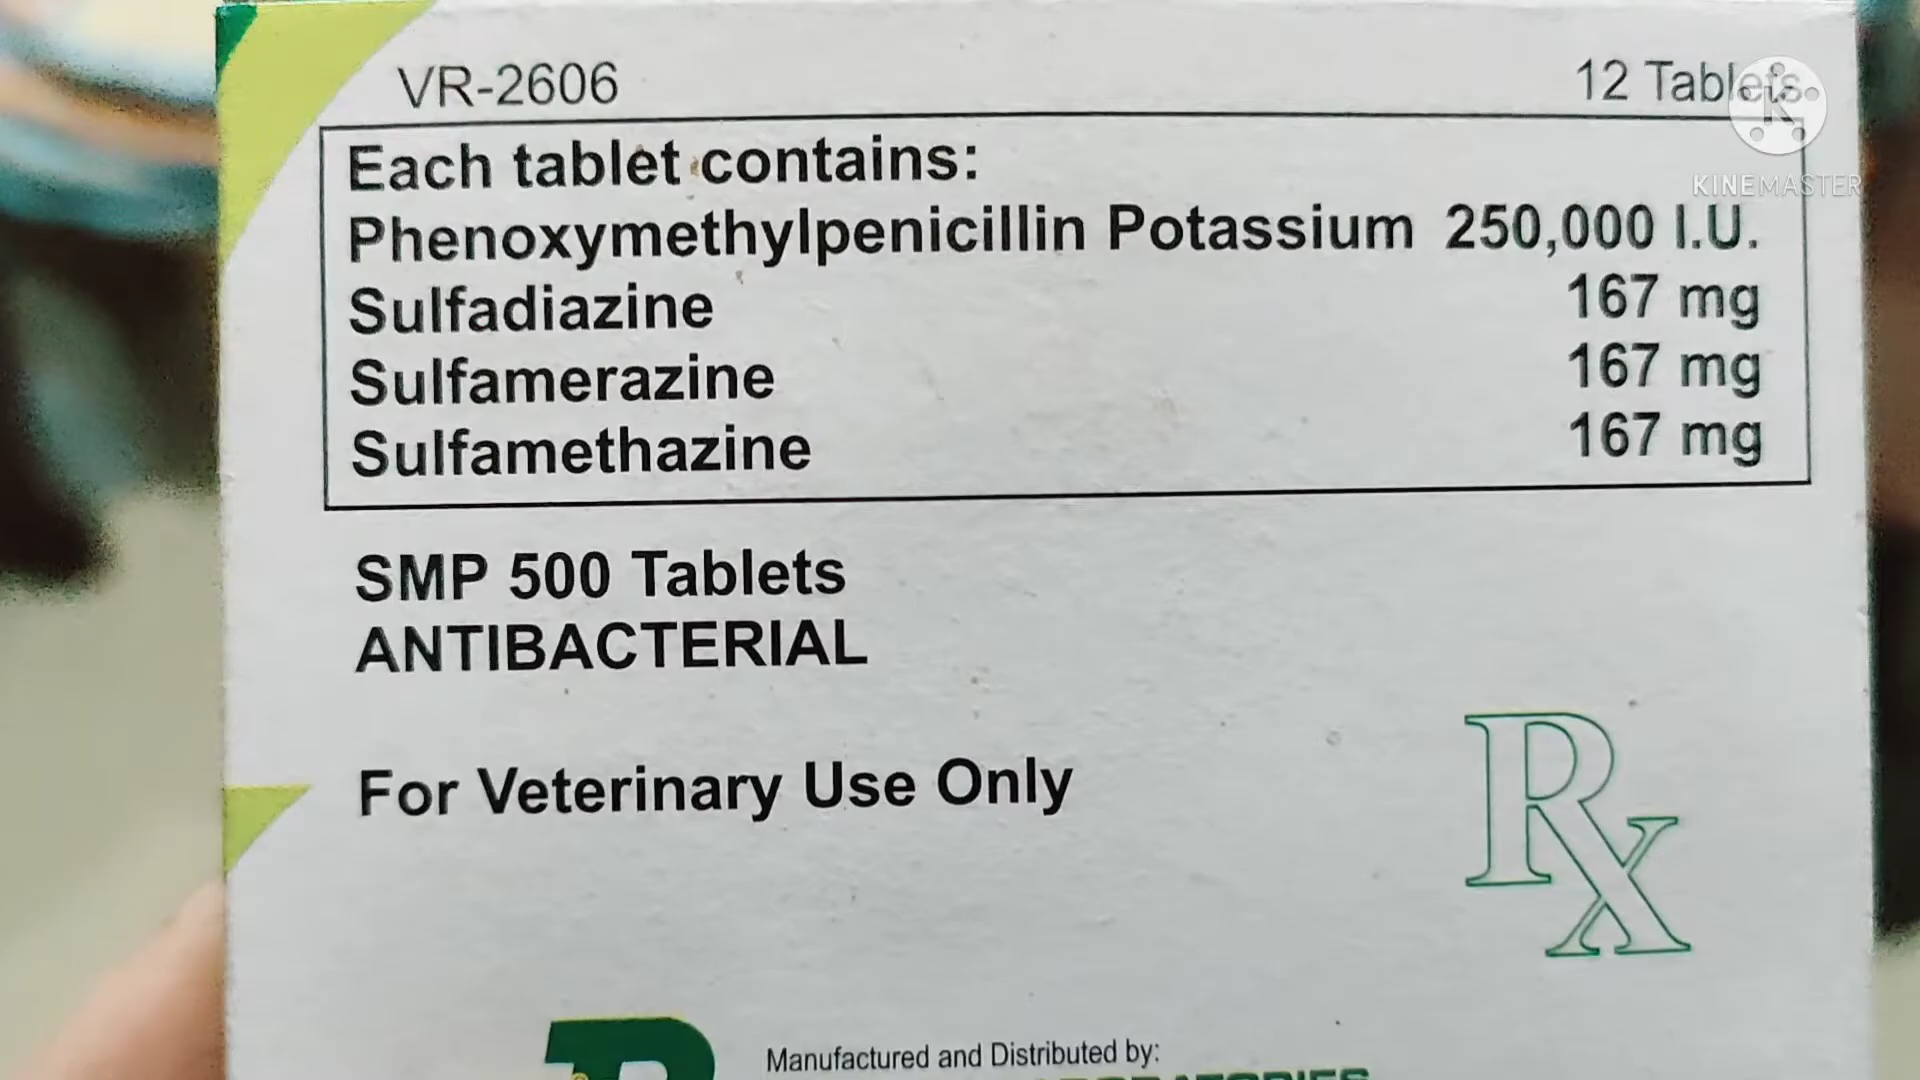 VR-2606 12 Tablets
KINEMASTER
Each tablet contains:
Phenoxymethylpenicillin Potassium 250,000 I.U.
Sulfadiazine 167 mg
Sulfamerazine 167 mg
Sulfamethazine 167 mg
SMP 500 Tablets
ANTIBACTERIAL
For Veterinary Use Only
Rx
Manufactured and Distributed by: